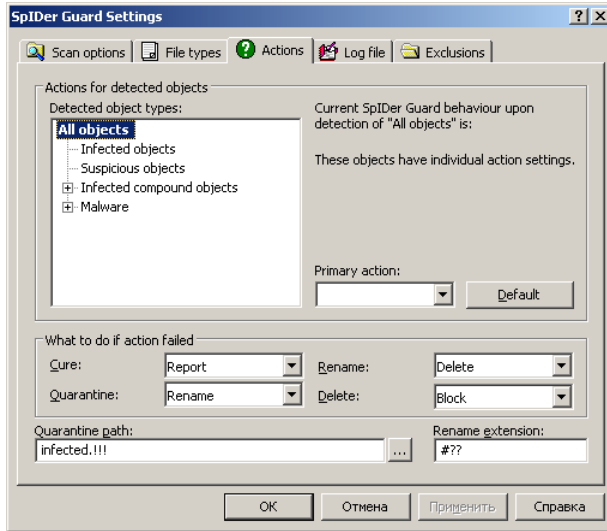 SpIDer Guard Settings
Scan options File types Actions Log file Exclusions
Actions for detected objects
Detected object types:
All objects
Infected objects
Suspicious objects
Infected compound objects
Malware
Current SpIDer Guard behaviour upon
detection of "All objects" is:
These objects have individual action settings.
Primary action:
Default
What to do if action failed
Cure: Report Rename: Delete
Quarantine: Rename Delete: Block
Quarantine path: Rename extension:
infected.!!! ... #??
OK Отмена Применить Справка